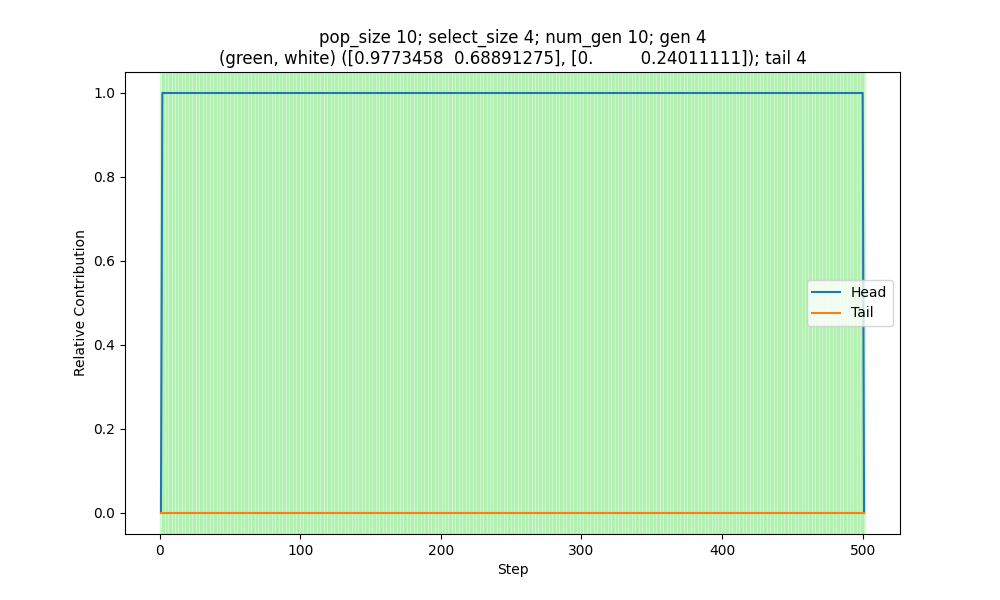 pop_size 10; select_size 4; num_gen 10; gen 4
(green, white) ([0.9773458  0.68891275], [0.         0.24011111]); tail 4
1.0
0.8
0.6
0.4
0.2
0.0
Relative Contribution
Head
Tail
0 100 200 300 400 500
Step